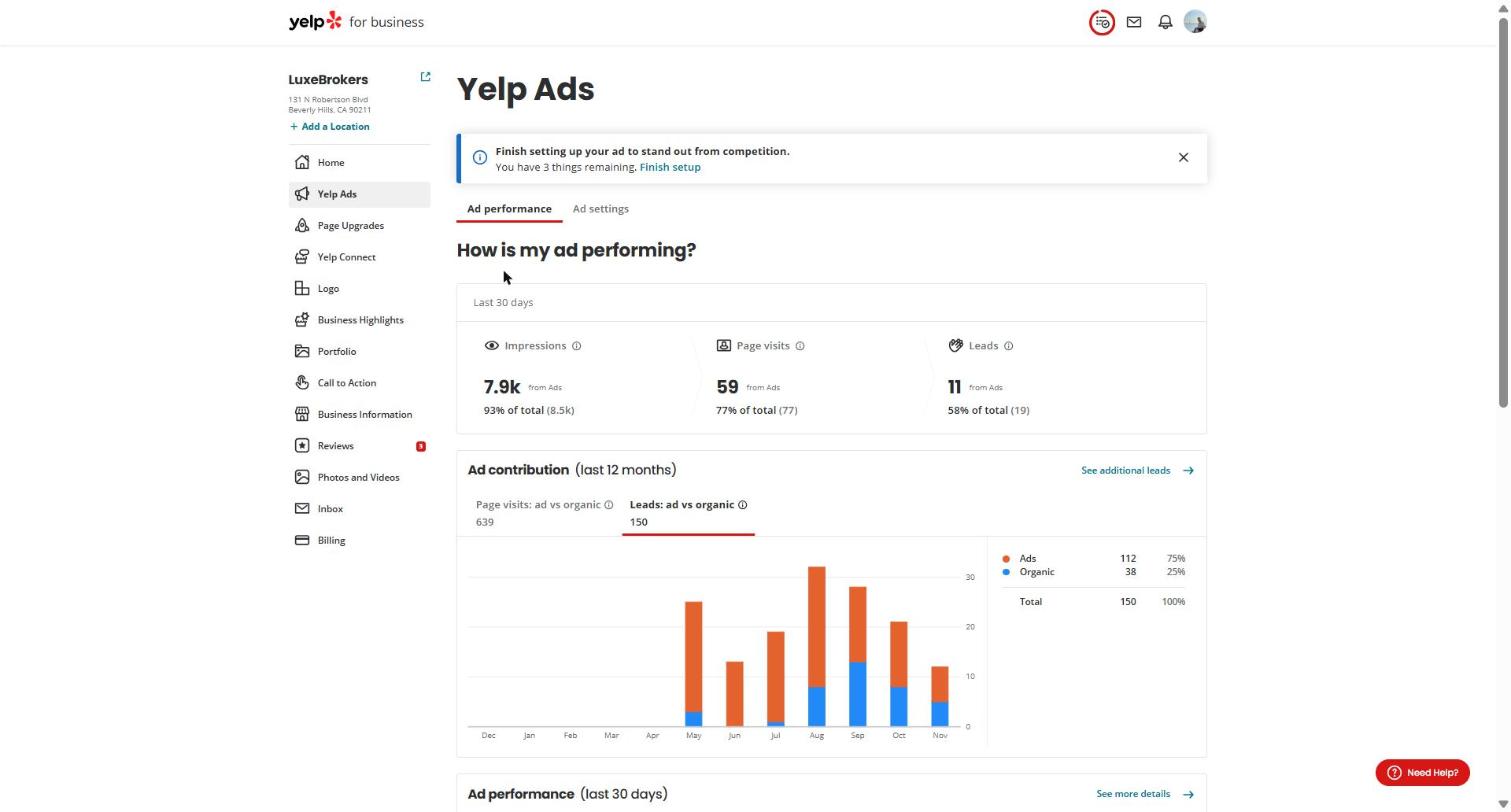 yelp for business
LuxeBrokers
131 N Robertson Blvd
Beverly Hills, CA 90211
+ Add a Location
Home
Yelp Ads
Page Upgrades
Yelp Connect
Logo
Business Highlights
Portfolio
Call to Action
Business Information
Reviews 3
Photos and Videos
Inbox
Billing
Yelp Ads
Finish setting up your ad to stand out from competition.
You have 3 things remaining. Finish setup
Ad performance Ad settings
How is my ad performing?
Last 30 days
Impressions Page visits Leads
7.9k from Ads 59 from Ads 11 from Ads
93% of total (8.5k) 77% of total (77) 58% of total (19)
Ad contribution (last 12 months) See additional leads
Page visits: ad vs organic Leads: ad vs organic
639 150
30
20
10
0
Dec Jan Feb Mar Apr May Jun Jul Aug Sep Oct Nov
Ads 112 75%
Organic 38 25%
Total 150 100%
Need Help?
Ad performance (last 30 days) See more details